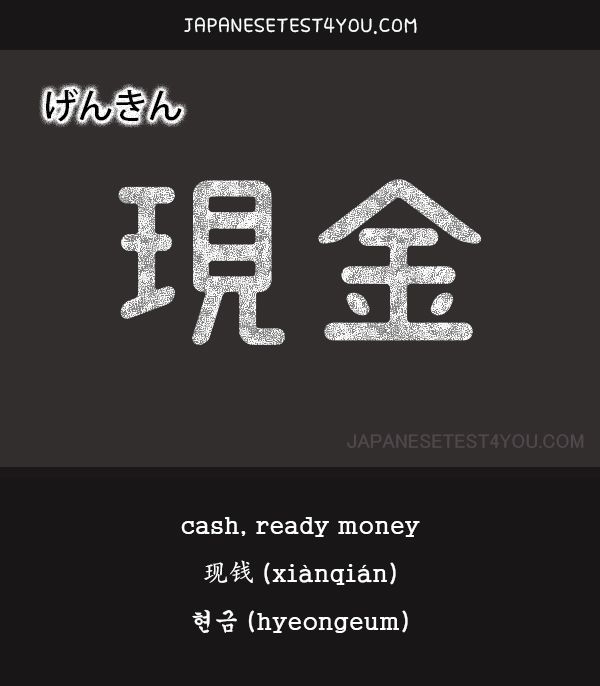 JAPANESETEST4YOU.COM
げんきん
現金
JAPANESETEST4YOU.COM
cash, ready money
现钱 (xiànqián)
현금 (hyeongeum)